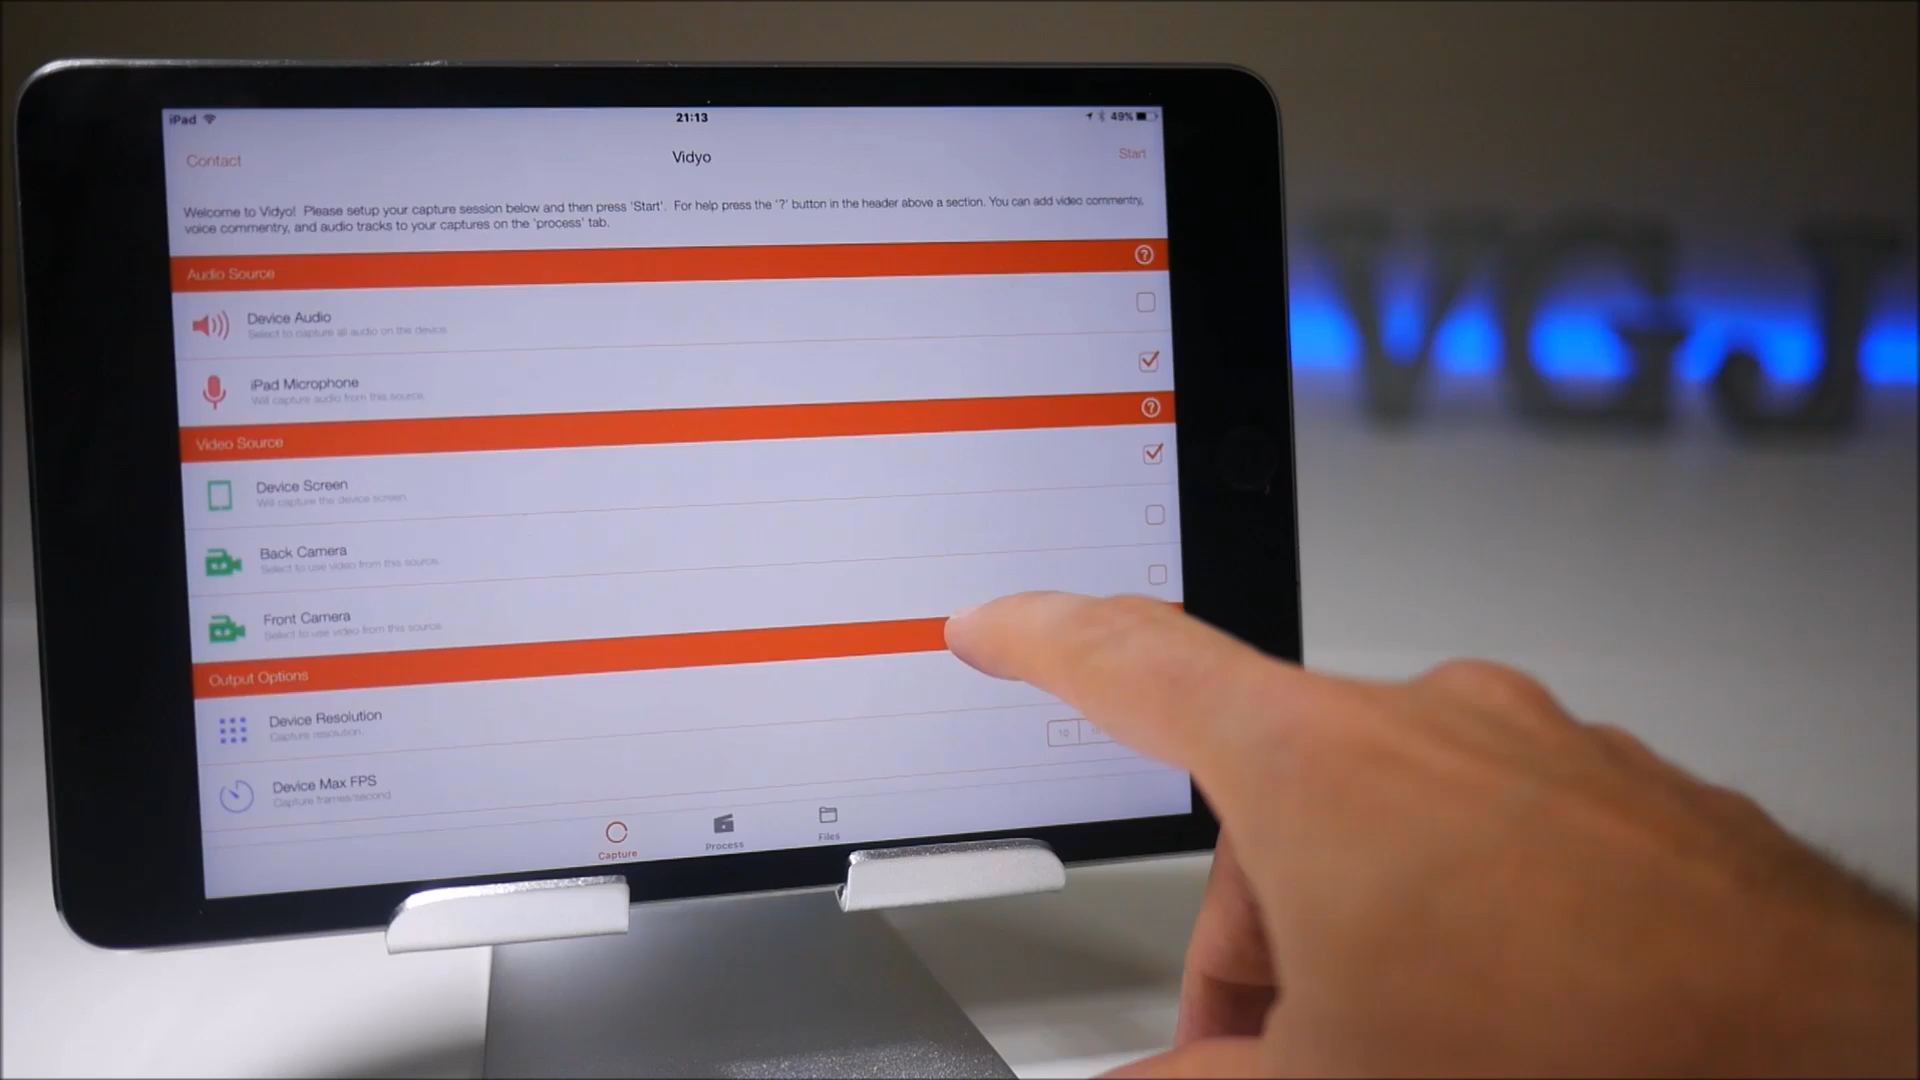 iPad
21:13
49%
Contact
Vidyo
Start
Welcome to Vidyo! Please setup your capture session below and then press 'Start'. For help press the '?' button in the header above a section. You can add video commentry,
voice commentry, and audio tracks to your captures on the 'process' tab.
Audio Source
?
Device Audio
Select to capture all audio on the device.
iPad Microphone
Will capture audio from this source.
Video Source
?
Device Screen
Will capture the device screen.
Back Camera
Select to use video from this source.
Front Camera
Select to use video from this source.
Output Options
Device Resolution
Capture resolution.
10
Device Max FPS
Capture frames/second.
Capture
Process
Files
VGJ